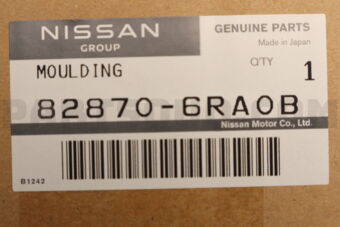 NISSAN
GROUP
GENUINE PARTS
Made in Japan
MOULDING
Q'TY 1
82870-6RA0B
Nissan Motor Co., Ltd.
B1242